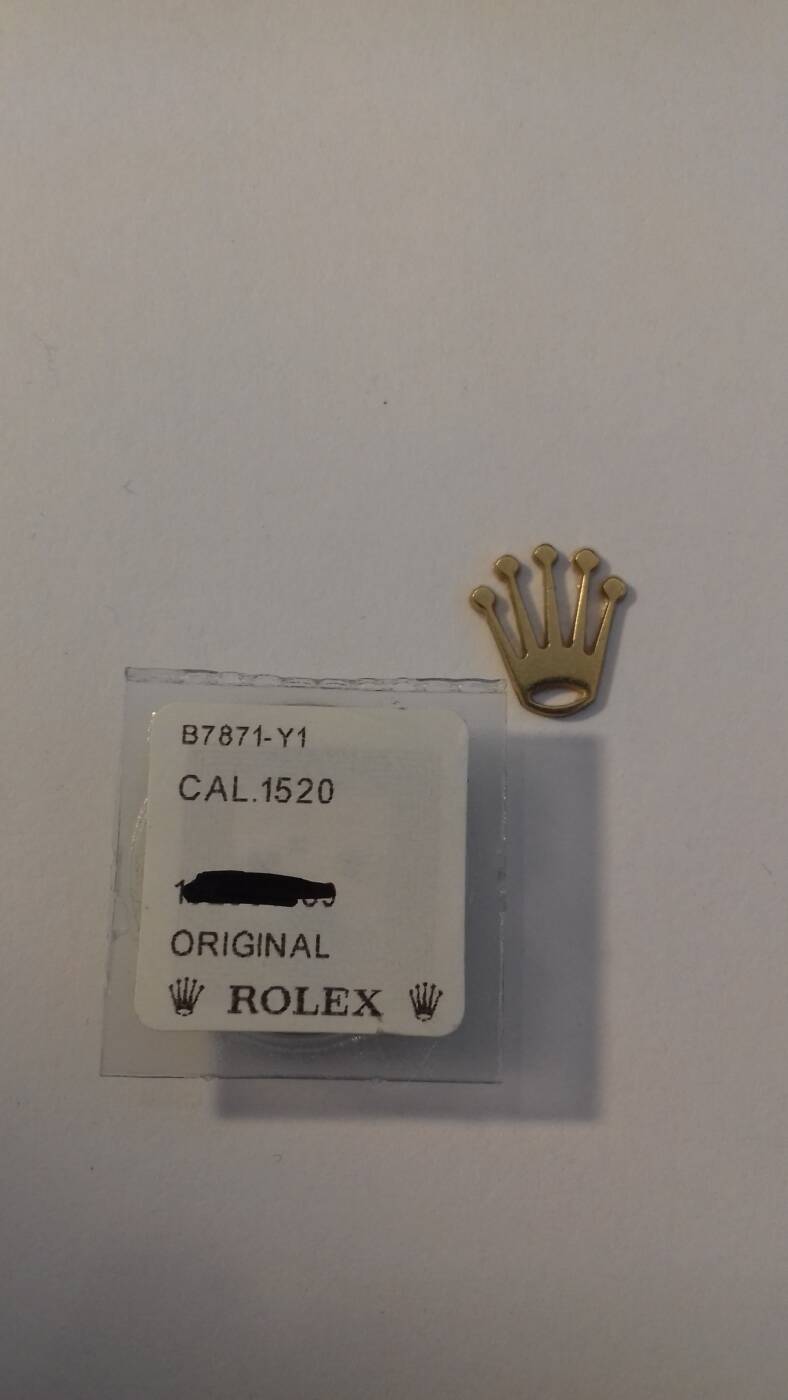 B7871-Y1
CAL.1520
ORIGINAL
ROLEX